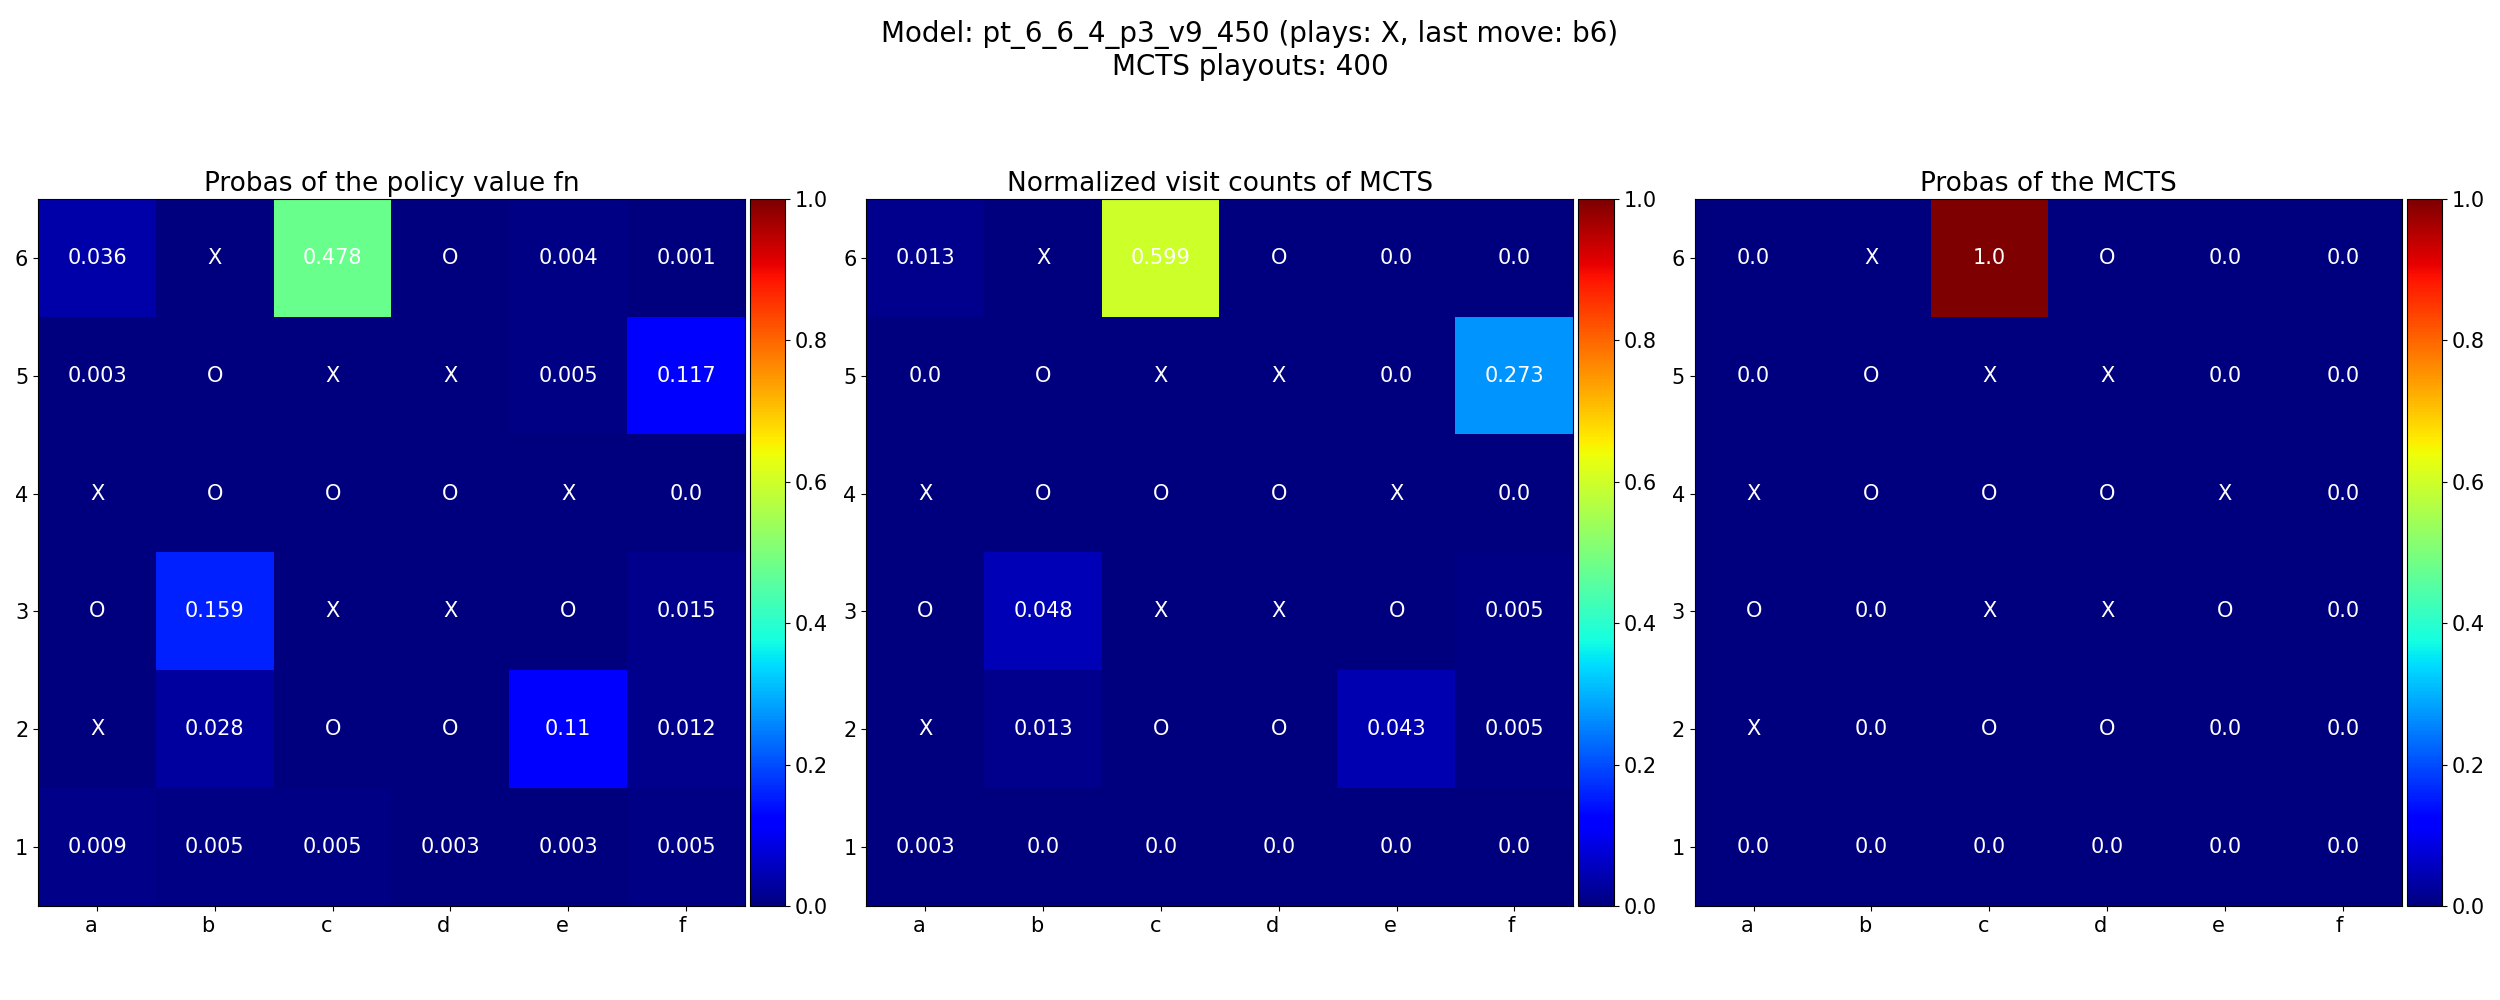 Model: pt_6_6_4_p3_v9_450 (plays: X, last move: b6)
MCTS playouts: 400
Probas of the policy value fn
6 0.036 X 0.478 O 0.004 0.001
5 0.003 O X X 0.005 0.117
4 X O O O X 0.0
3 O 0.159 X X O 0.015
2 X 0.028 O O 0.11 0.012
1 0.009 0.005 0.005 0.003 0.003 0.005
a b c d e f
1.0
0.8
0.6
0.4
0.2
0.0
Normalized visit counts of MCTS
6 0.013 X 0.599 O 0.0 0.0
5 0.0 O X X 0.0 0.273
4 X O O O X 0.0
3 O 0.048 X X O 0.005
2 X 0.013 O O 0.043 0.005
1 0.003 0.0 0.0 0.0 0.0 0.0
a b c d e f
1.0
0.8
0.6
0.4
0.2
0.0
Probas of the MCTS
6 0.0 X 1.0 O 0.0 0.0
5 0.0 O X X 0.0 0.0
4 X O O O X 0.0
3 O 0.0 X X O 0.0
2 X 0.0 O O 0.0 0.0
1 0.0 0.0 0.0 0.0 0.0 0.0
a b c d e f
1.0
0.8
0.6
0.4
0.2
0.0